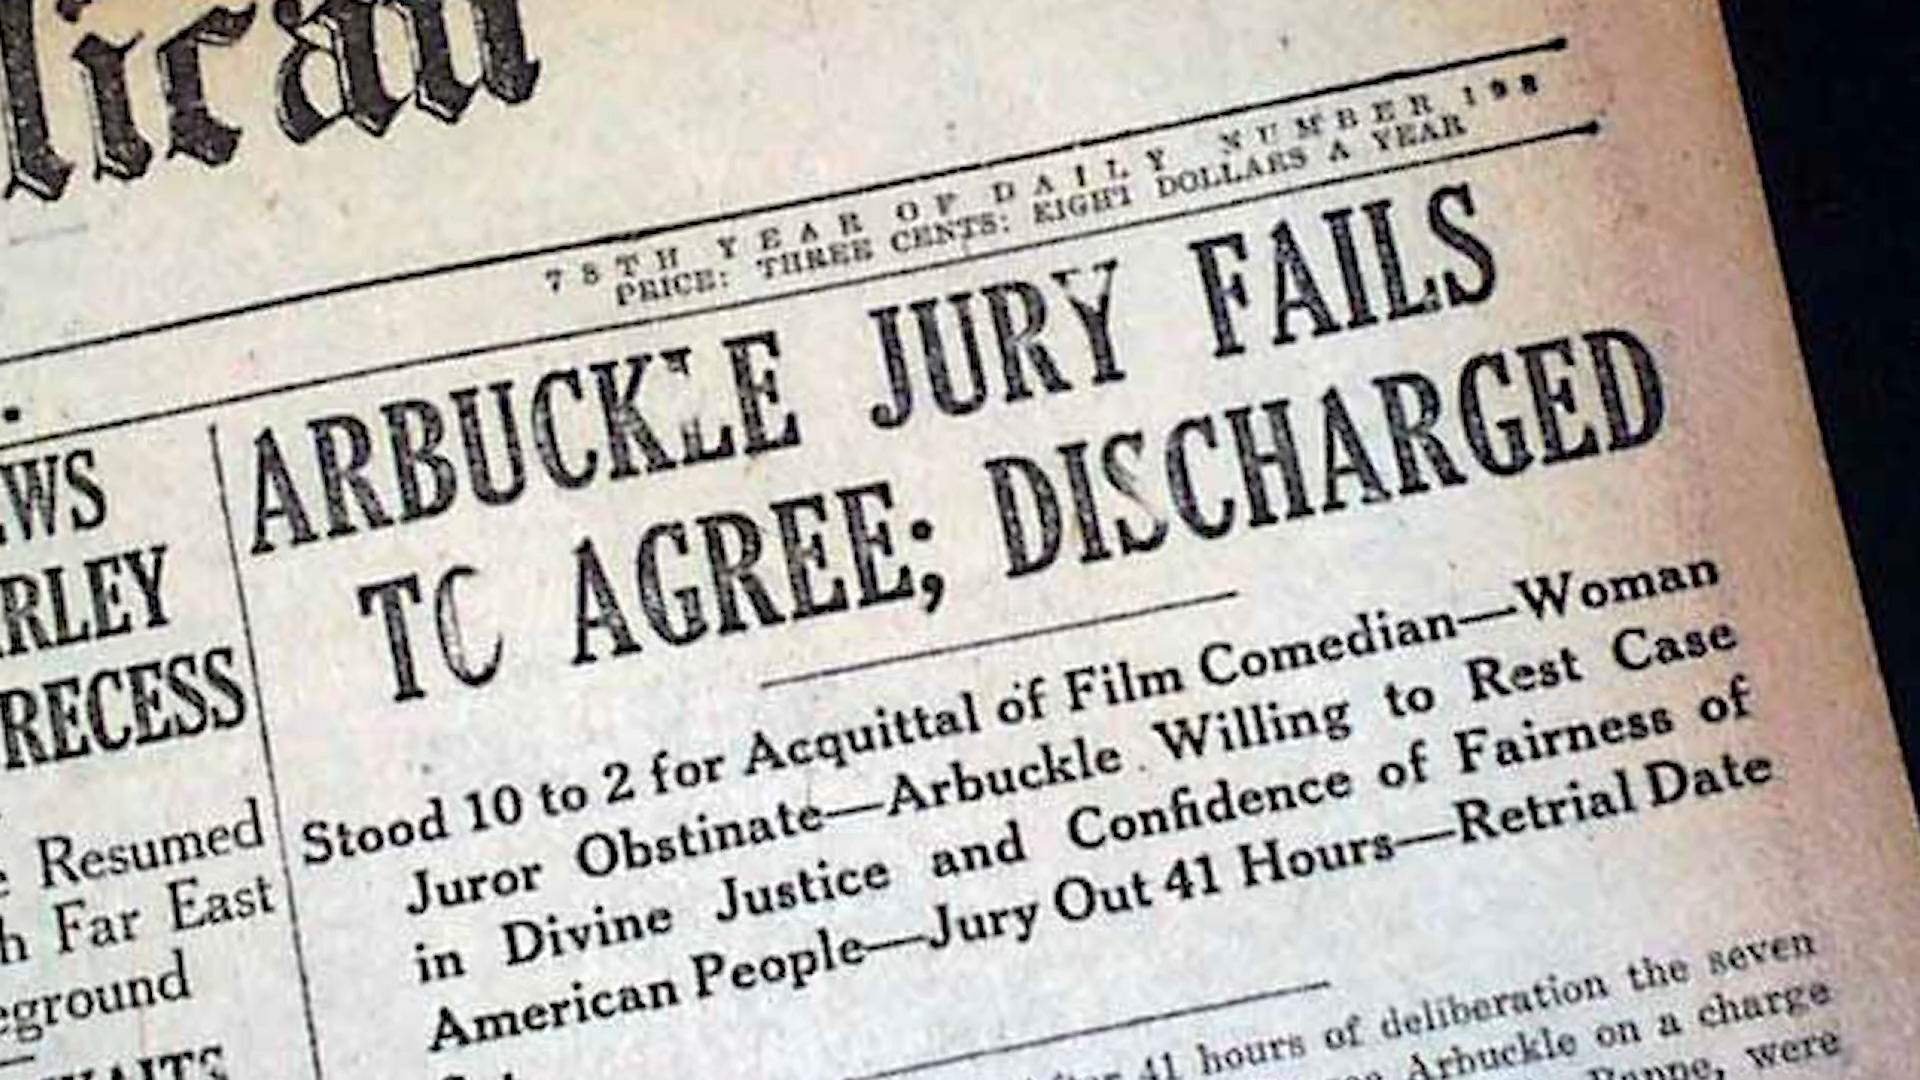 lican
78TH YEAR OF DAILY NUMBER 198
PRICE: THREE CENTS: EIGHT DOLLARS A YEAR
EWS
RLEY
RECESS
e Resumed
h Far East
eground
WAITS
ARBUCKLE JURY FAILS
TO AGREE; DISCHARGED
Stood 10 to 2 for Acquittal of Film Comedian—Woman
Juror Obstinate—Arbuckle Willing to Rest Case
in Divine Justice and Confidence of Fairness of
American People—Jury Out 41 Hours—Retrial Date
41 hours of deliberation the seven
Arbuckle on a charge
were